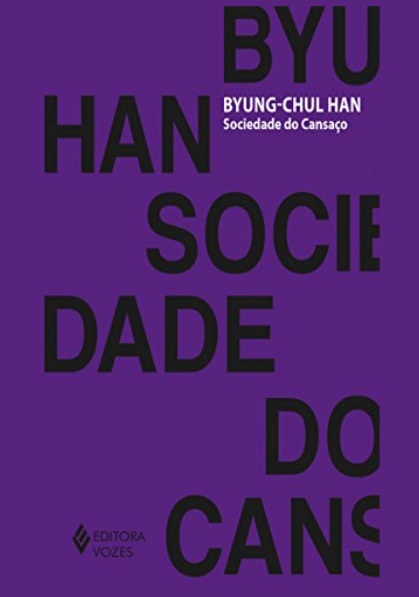 BYU
BYUNG-CHUL HAN
Sociedade do Cansaço
HAN
SOCIE
DADE
DO
CANS
EDITORA
VOZES